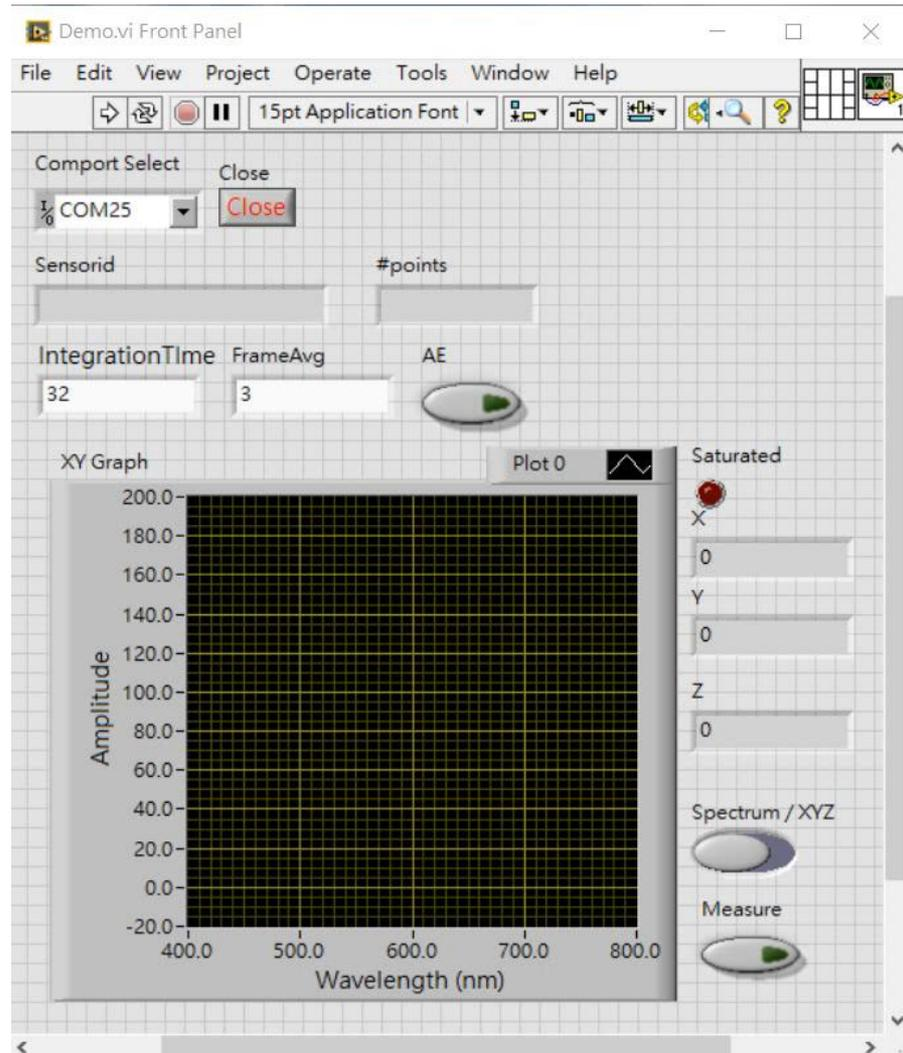 Demo.vi Front Panel
File Edit View Project Operate Tools Window Help
15pt Application Font
1
Comport Select
Close
COM25
Close
Sensorid
#points
IntegrationTIme
FrameAvg
AE
32
3
XY Graph
Plot 0
Saturated
200.0
180.0
160.0
140.0
120.0
100.0
80.0
60.0
40.0
20.0
0.0
-20.0
Amplitude
400.0 500.0 600.0 700.0 800.0
Wavelength (nm)
X
0
Y
0
Z
0
Spectrum / XYZ
Measure